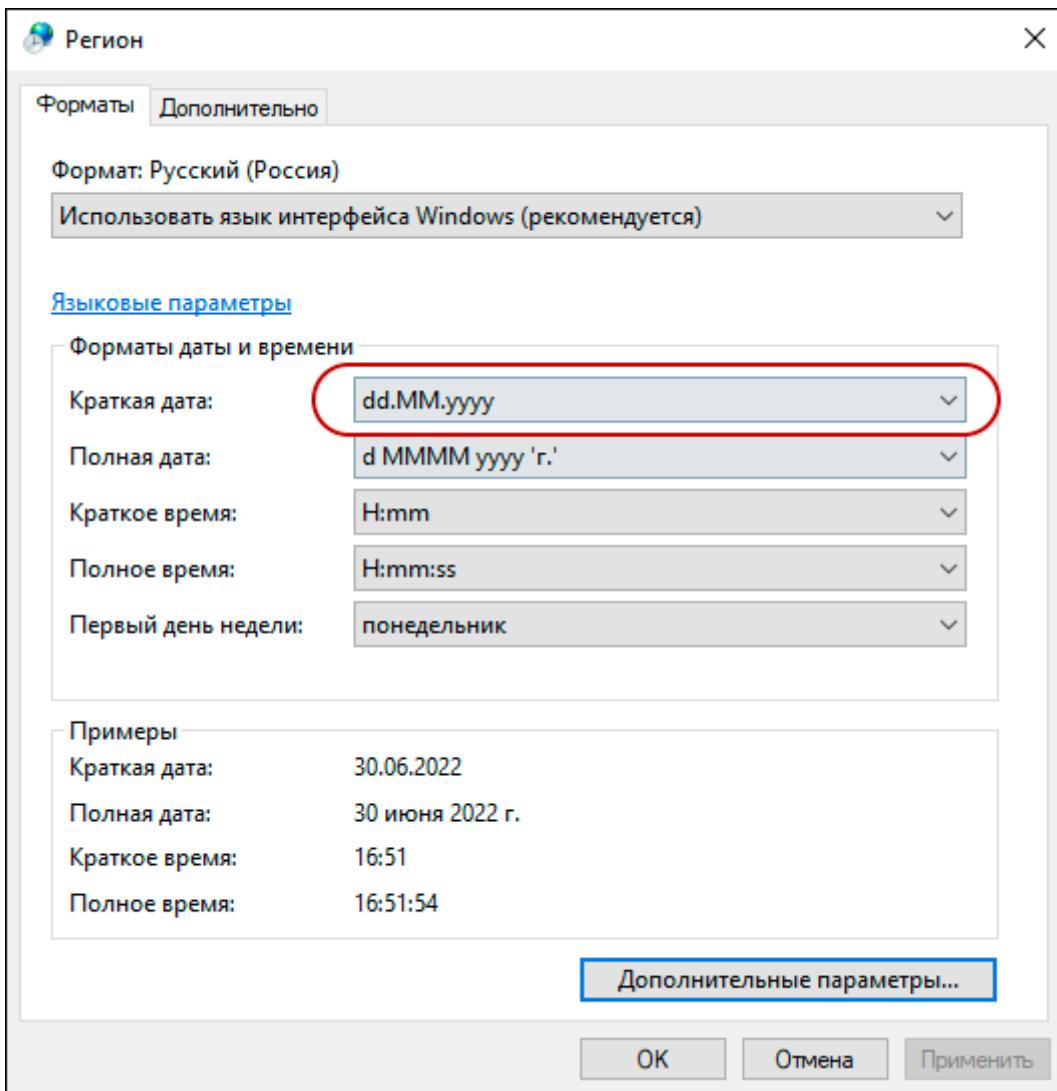 Регион
Форматы Дополнительно
Формат: Русский (Россия)
Использовать язык интерфейса Windows (рекомендуется)
Языковые параметры
Форматы даты и времени
Краткая дата: dd.MM.yyyy
Полная дата: d MMMM yyyy 'г.'
Краткое время: H:mm
Полное время: H:mm:ss
Первый день недели: понедельник
Примеры
Краткая дата: 30.06.2022
Полная дата: 30 июня 2022 г.
Краткое время: 16:51
Полное время: 16:51:54
Дополнительные параметры...
OK Отмена Применить